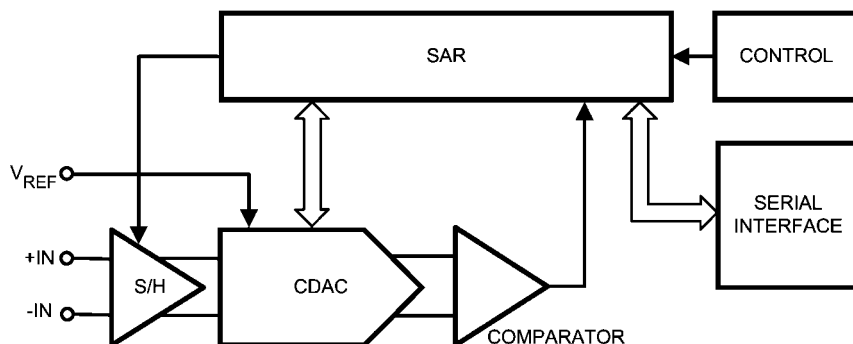 SAR
CONTROL
VREF
SERIAL
INTERFACE
+IN
S/H
CDAC
-IN
COMPARATOR